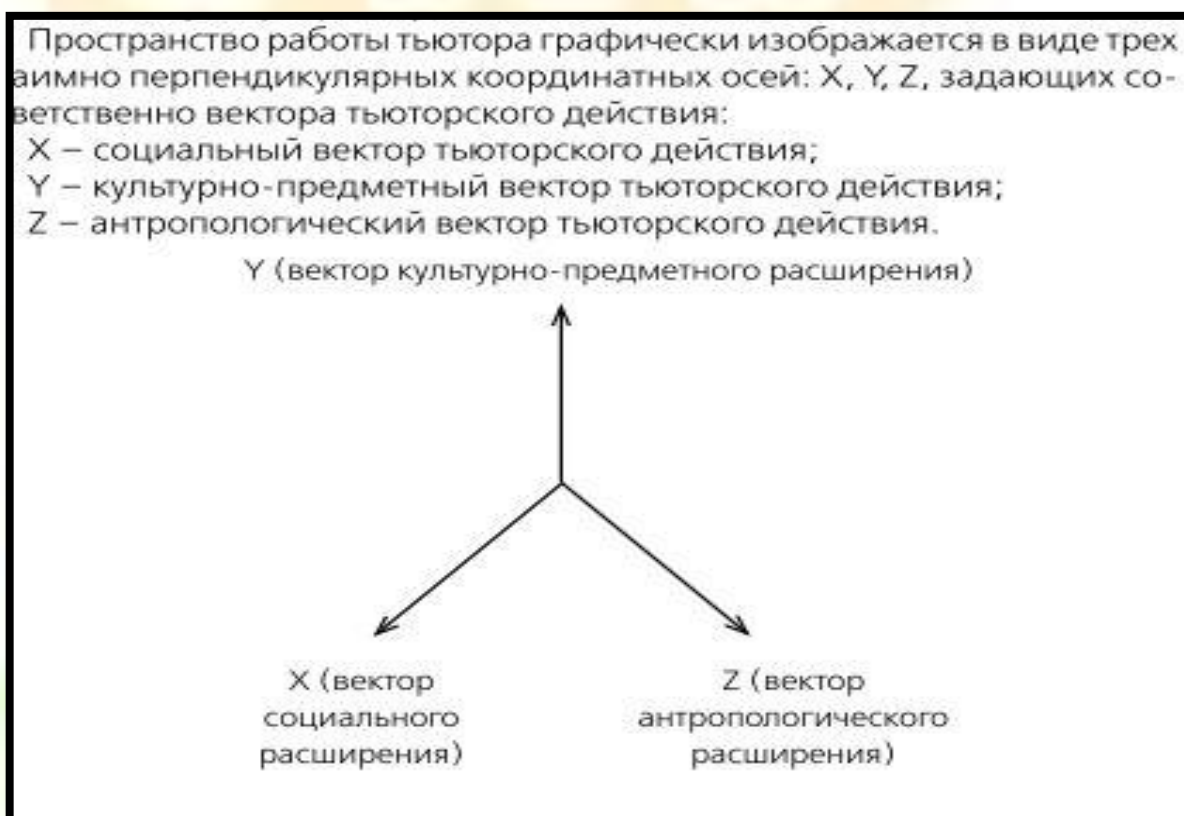 Пространство работы тьютора графически изображается в виде трех
аимно перпендикулярных координатных осей: X, Y, Z, задающих со-
ветственно вектора тьюторского действия:
X – социальный вектор тьюторского действия;
Y – культурно-предметный вектор тьюторского действия;
Z – антропологический вектор тьюторского действия.
Y (вектор культурно-предметного расширения)
X (вектор
социального
расширения)
Z (вектор
антропологического
расширения)